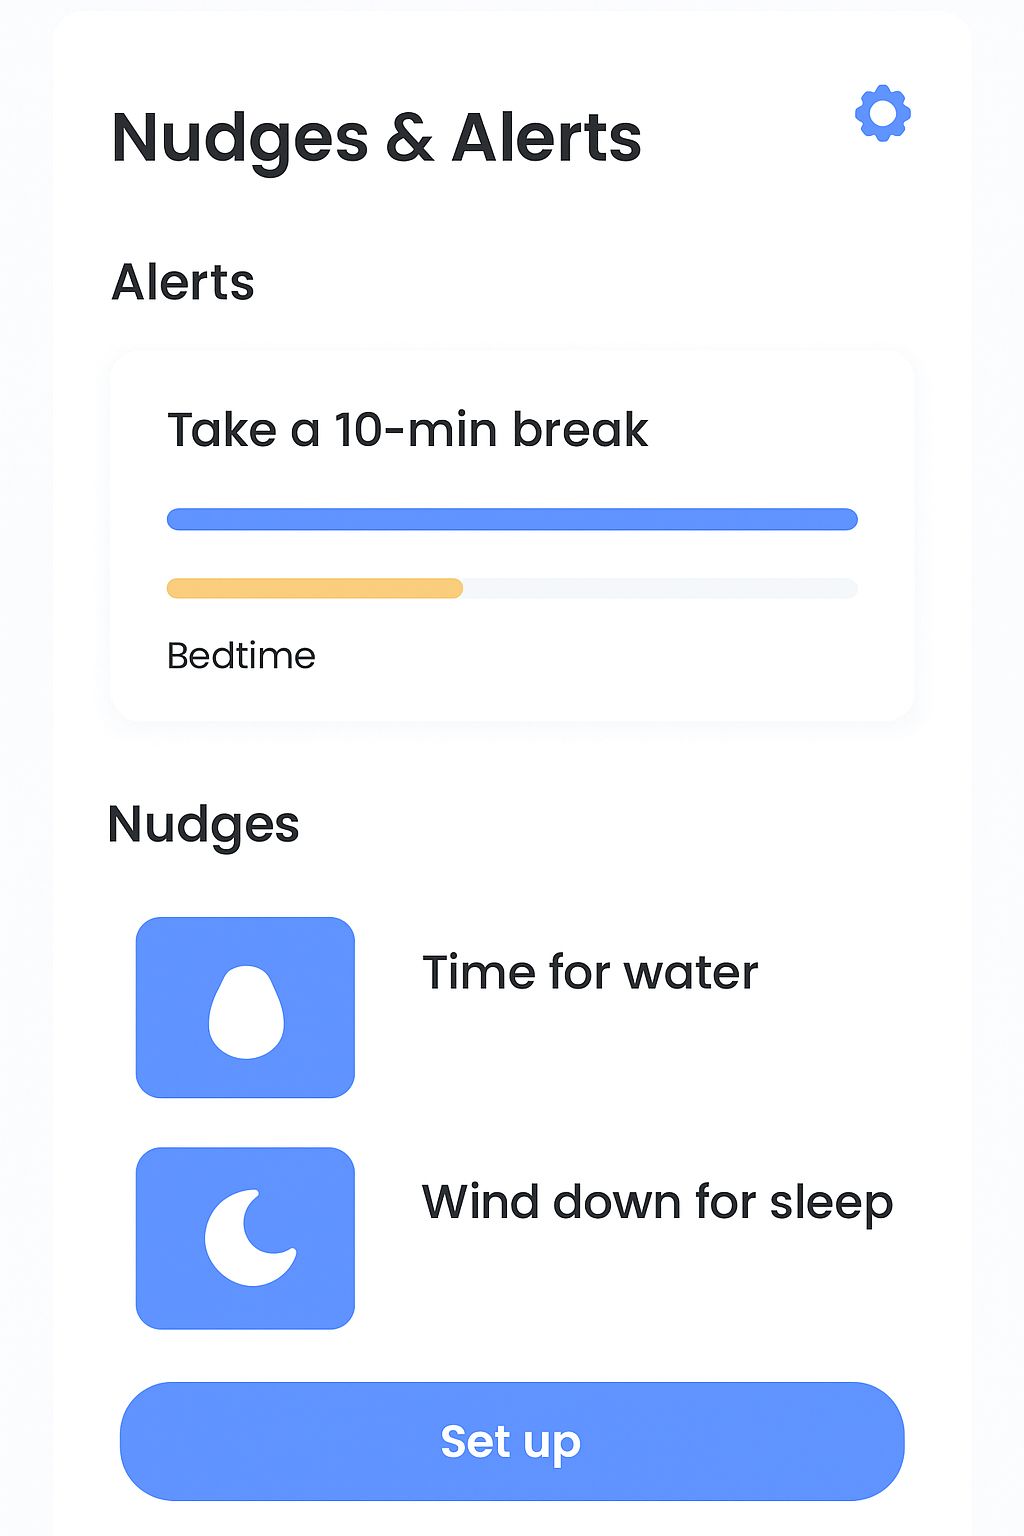 Nudges & Alerts
Alerts
Take a 10-min break
Bedtime
Nudges
Time for water
Wind down for sleep
Set up